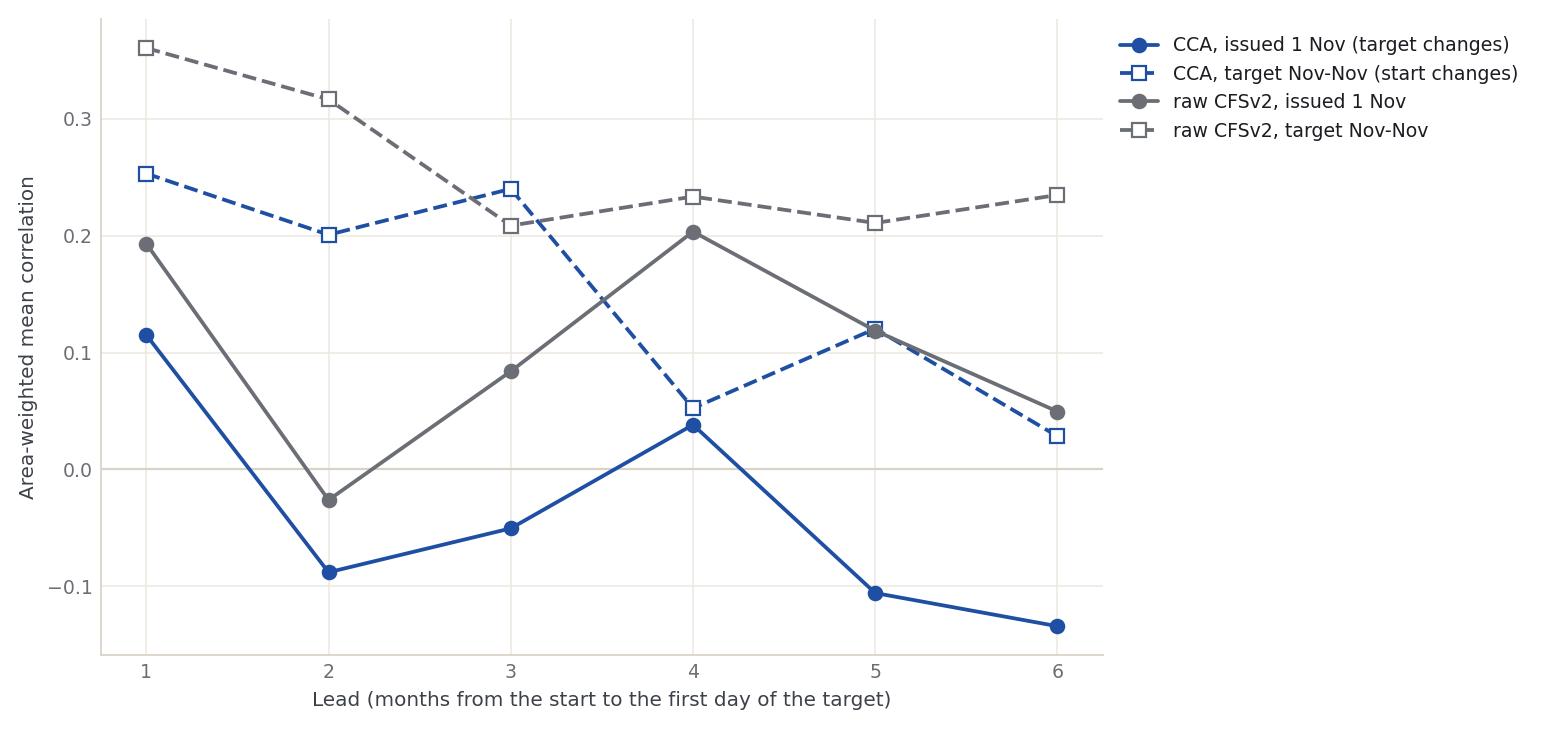 CCA, issued 1 Nov (target changes)
CCA, target Nov-Nov (start changes)
raw CFSv2, issued 1 Nov
raw CFSv2, target Nov-Nov
Area-weighted mean correlation
0.3
0.2
0.1
0.0
−0.1
1 2 3 4 5 6
Lead (months from the start to the first day of the target)